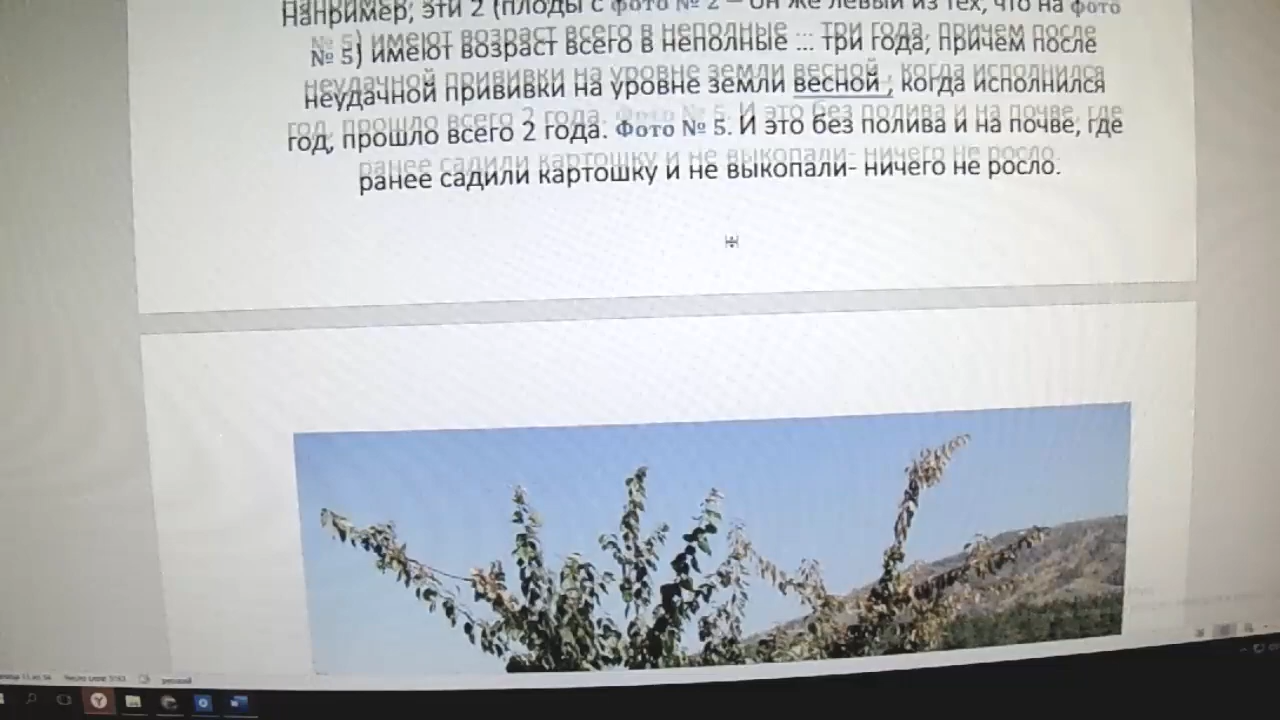 Например, эти 2 (плоды с фото № 2 – он же левый из тех, что на фото
№ 5) имеют возраст всего в неполные ... три года, причем после
неудачной прививки на уровне земли весной , когда исполнился
год, прошло всего 2 года. Фото № 5. И это без полива и на почве, где
ранее садили картошку и не выкопали- ничего не росло.
русский